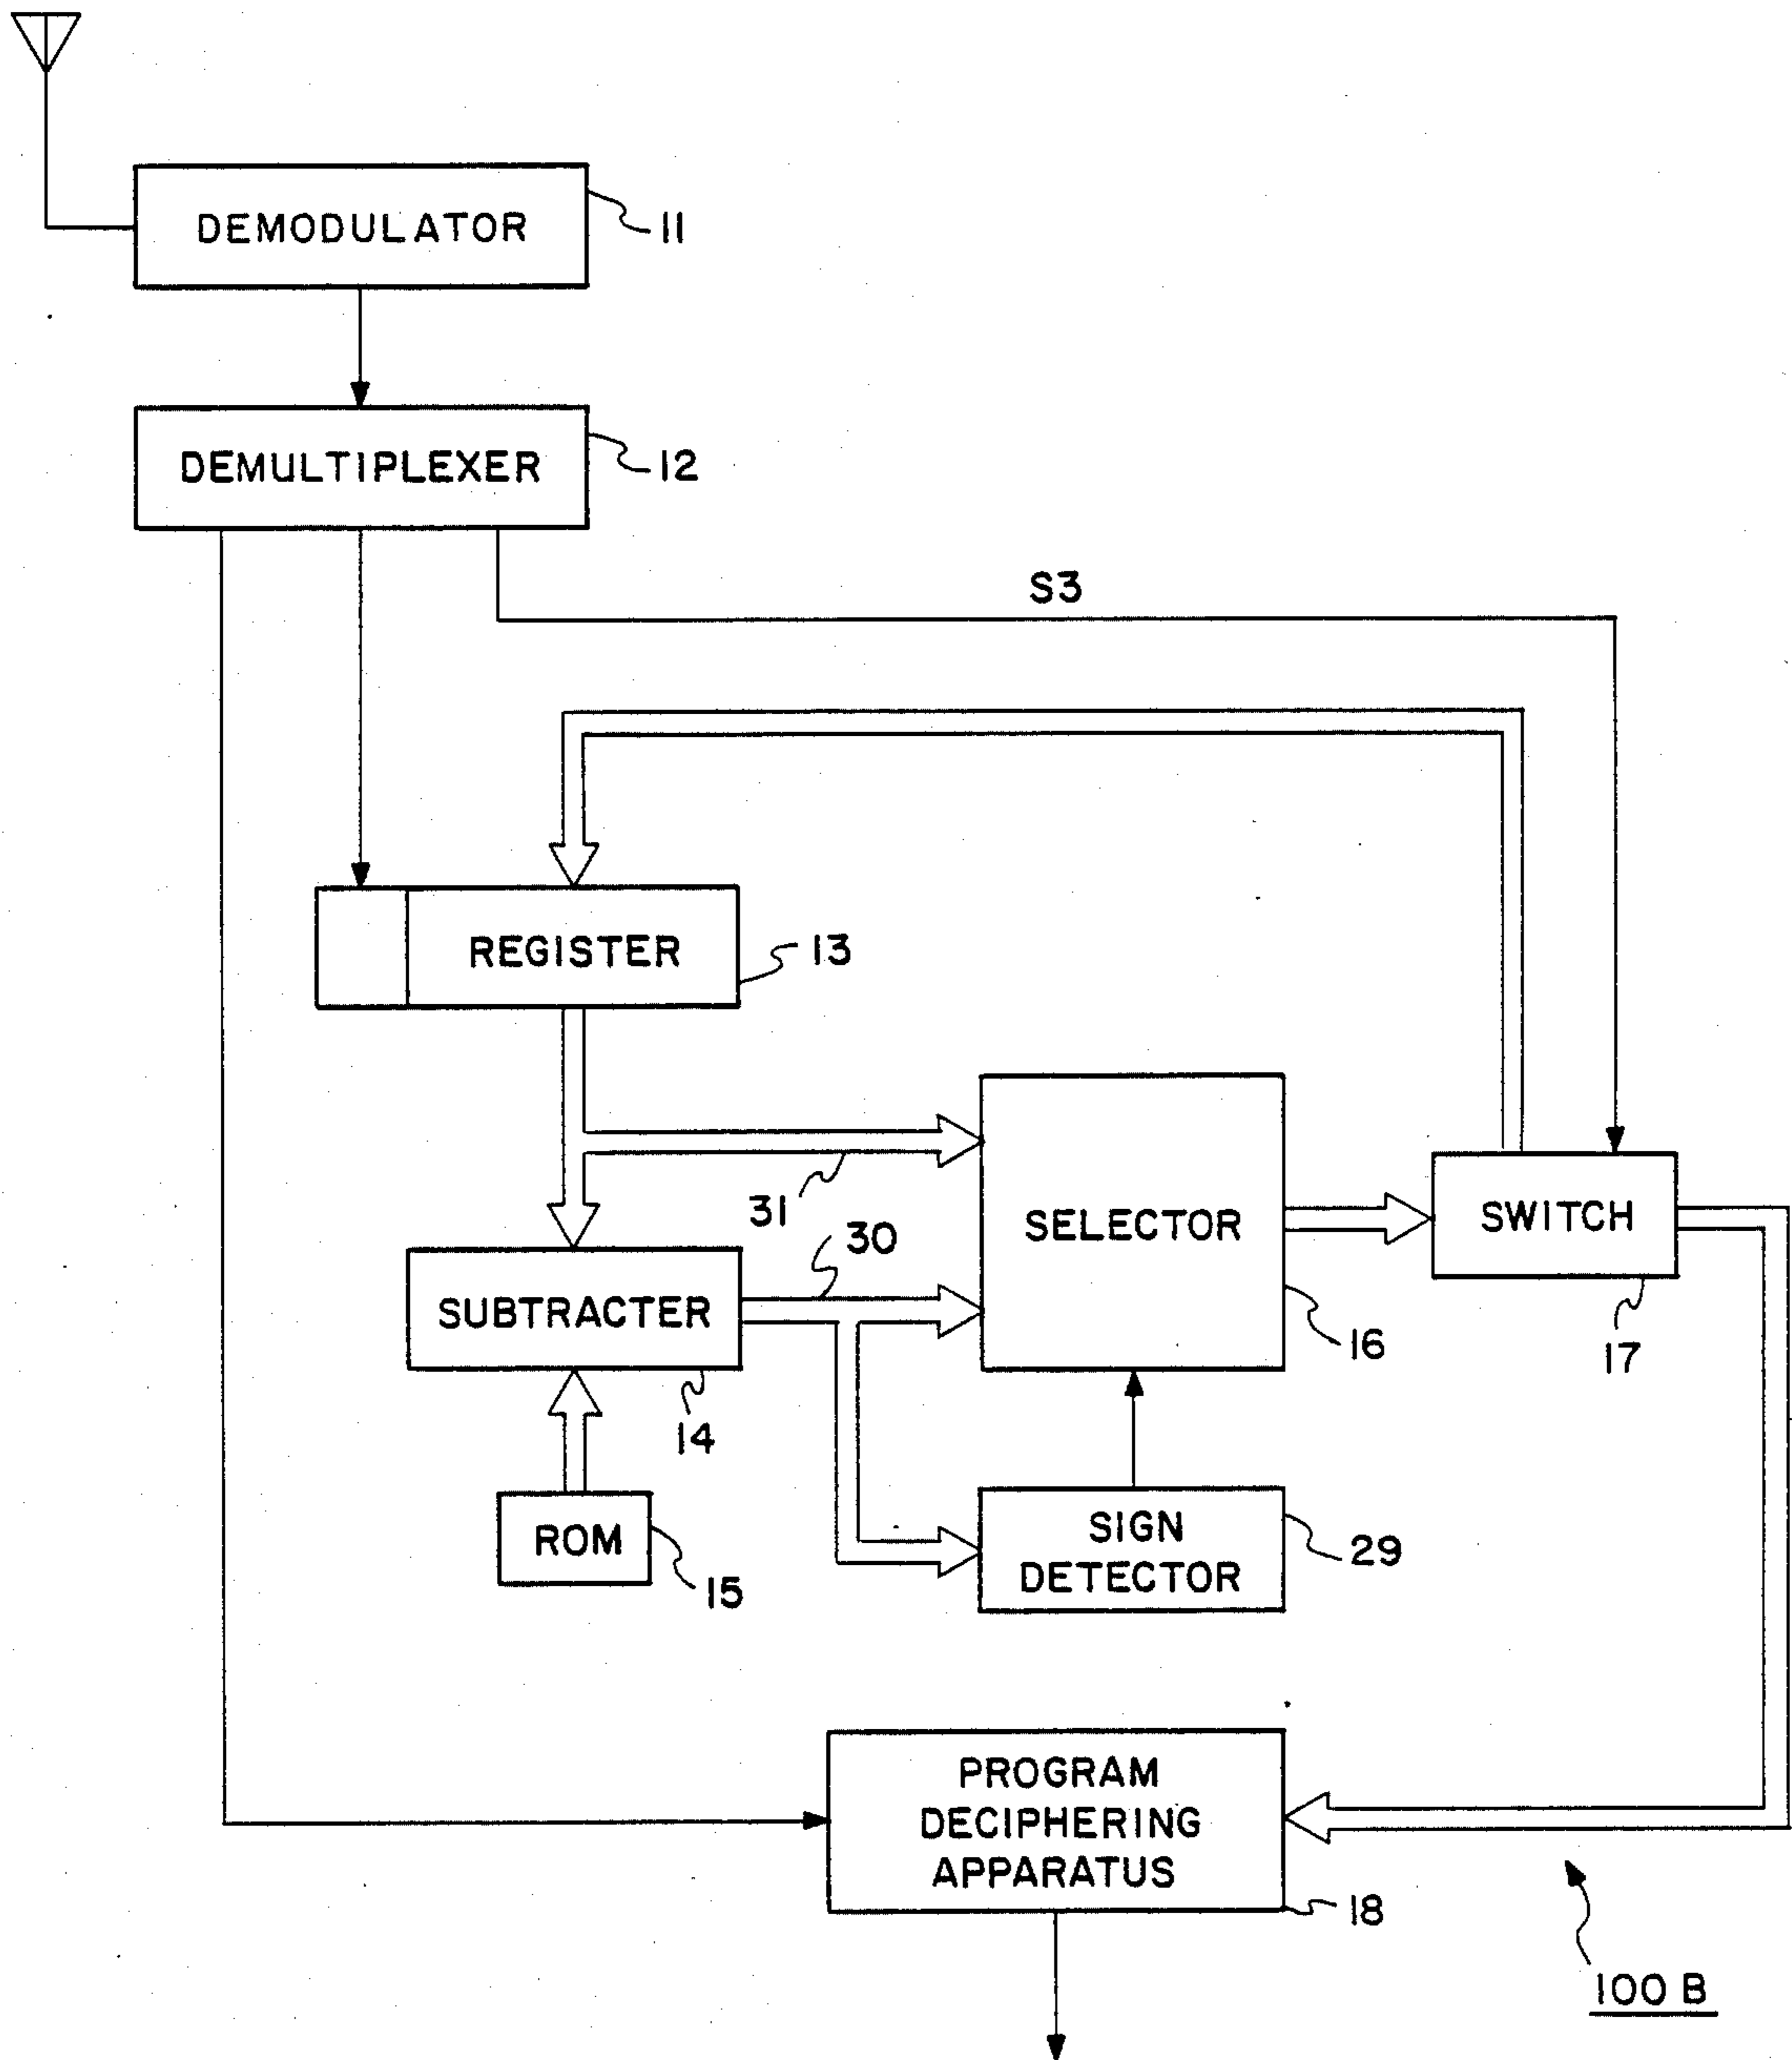 DEMODULATOR
11
DEMULTIPLEXER
12
S3
REGISTER
13
31
30
SELECTOR
16
SWITCH
17
SUBTRACTER
14
ROM
15
SIGN
DETECTOR
29
PROGRAM
DECIPHERING
APPARATUS
18
100 B